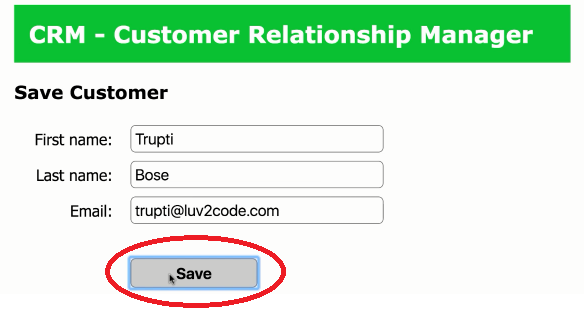 CRM - Customer Relationship Manager
Save Customer
First name: Trupti
Last name: Bose
Email: trupti@luv2code.com
Save